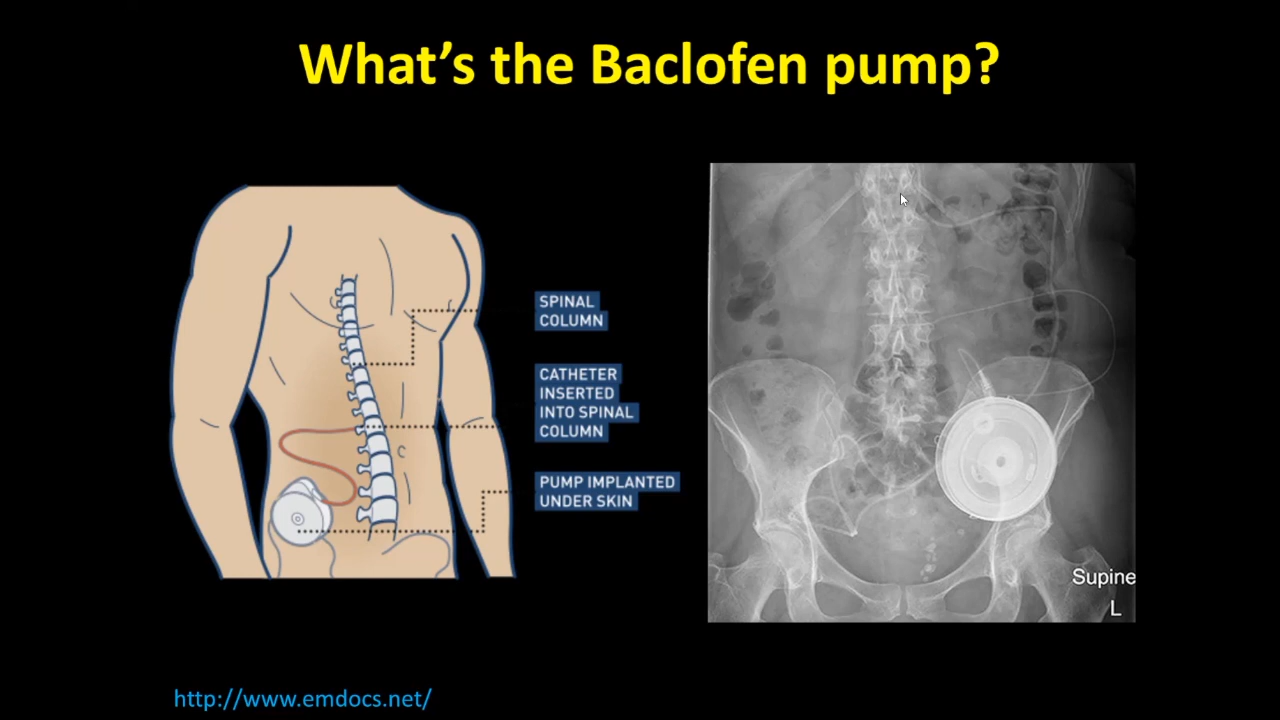 What's the Baclofen pump?
SPINAL
COLUMN
CATHETER
INSERTED
INTO SPINAL
COLUMN
PUMP IMPLANTED
UNDER SKIN
Supine
L
http://www.emdocs.net/